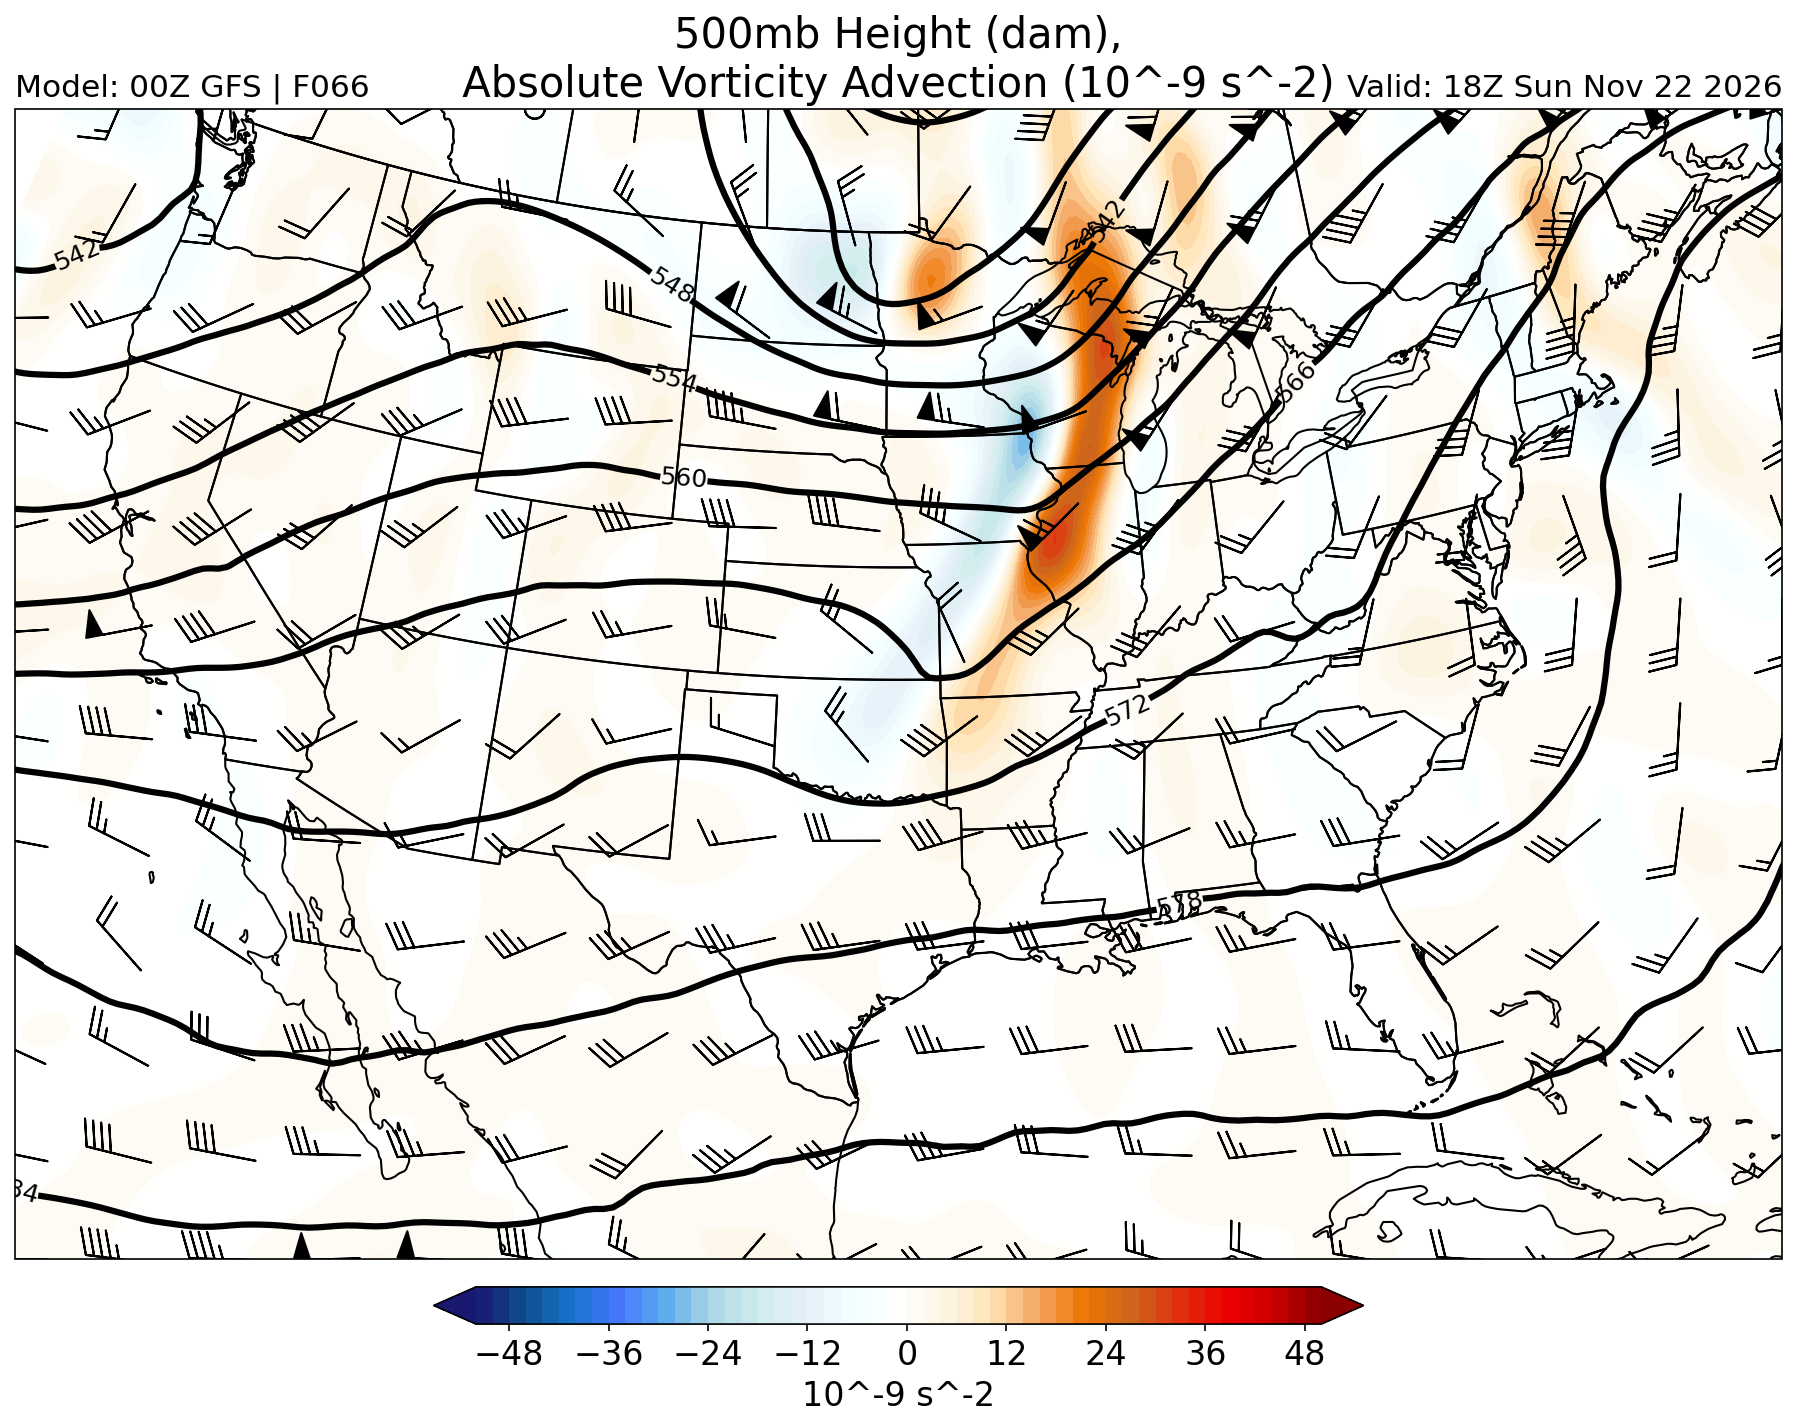 500mb Height (dam),
Model: 00Z GFS | F066
Absolute Vorticity Advection (10^-9 s^-2)
Valid: 18Z Sun Nov 22 2026
542
542
548
554
566
560
572
578
84
−48 −36 −24 −12 0 12 24 36 48
10^-9 s^-2